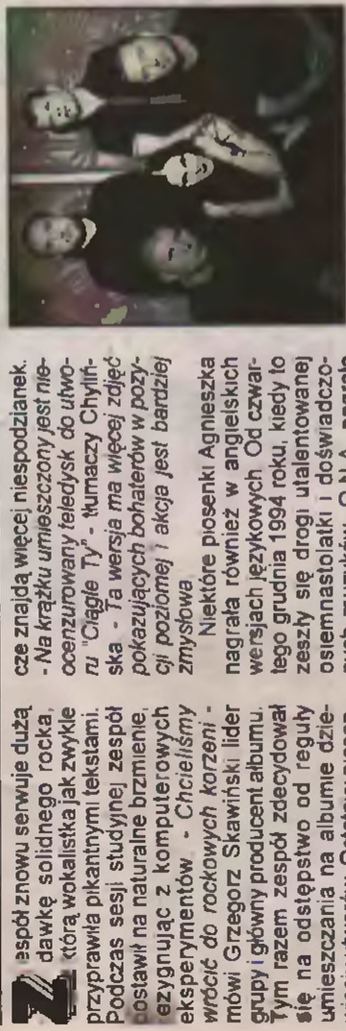 Zespół znowu serwuje dużą
dawkę solidnego rocka,
którą wokalistka jak zwykle
przyprawiła pikantnymi tekstami.
Podczas sesji studyjnej zespół
postawił na naturalne brzmienie,
rezygnując z komputerowych
eksperymentów. - Chcieliśmy
wrócić do rockowych korzeni -
mówi Grzegorz Skawiński lider
grupy i główny producent albumu.
Tym razem zespół zdecydował
się na odstępstwo od reguły
umieszczania na albumie dzie-
cze znajdą więcej niespodzianek.
- Na krążku umieszczony jest nie-
ocenzurowany teledysk do utwo-
ru "Ciągle Ty" - tłumaczy Chyliń-
ska - Ta wersja ma więcej zdjęć
pokazujących bohaterów w pozy-
cji poziomej i akcja jest bardziej
zmysłowa
Niektóre piosenki Agnieszka
nagrała również w angielskich
wersjach językowych. Od czwar-
tego grudnia 1994 roku, kiedy to
zeszły się drogi utalentowanej
osiemnastolatki i doświadczo-